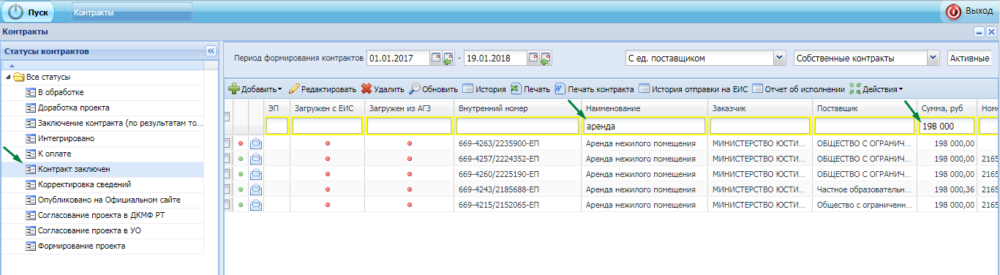 Пуск Контракты Выход
Контракты
Статусы контрактов
Все статусы
В обработке
Доработка проекта
Заключение контракта (по результатам то...
Интегрировано
К оплате
Контракт заключен
Корректировка сведений
Опубликовано на Официальном сайте
Согласование проекта в ДКМФ РТ
Согласование проекта в УО
Формирование проекта
Период формирования контрактов 01.01.2017 - 19.01.2018 С ед. поставщиком Собственные контракты Активные
Добавить Редактировать Удалить Обновить История Печать Печать контракта История отправки на ЕИС Отчет об исполнении Действия
ЭП Загружен с ЕИС Загружен из АГЗ Внутренний номер Наименование Заказчик Поставщик Сумма, руб Номе
аренда 198 000
669-4263/2235900-ЕП Аренда нежилого помещения МИНИСТЕРСТВО ЮСТИ... ОБЩЕСТВО С ОГРАНИЧ... 198 000,00
669-4257/2224352-ЕП Аренда нежилого помещения МИНИСТЕРСТВО ЮСТИ... ОБЩЕСТВО С ОГРАНИЧ... 198 000,00 2165
669-4260/2225190-ЕП Аренда нежилого помещения МИНИСТЕРСТВО ЮСТИ... ОБЩЕСТВО С ОГРАНИЧ... 198 000,00 2165
669-4243/2185688-ЕП Аренда нежилого помещения МИНИСТЕРСТВО ЮСТИ... Частное образовательн... 198 000,36 2165
669-4215/2152065-ЕП Аренда нежилого помещения МИНИСТЕРСТВО ЮСТИ... Общество с ограниченн... 198 000,00 2165